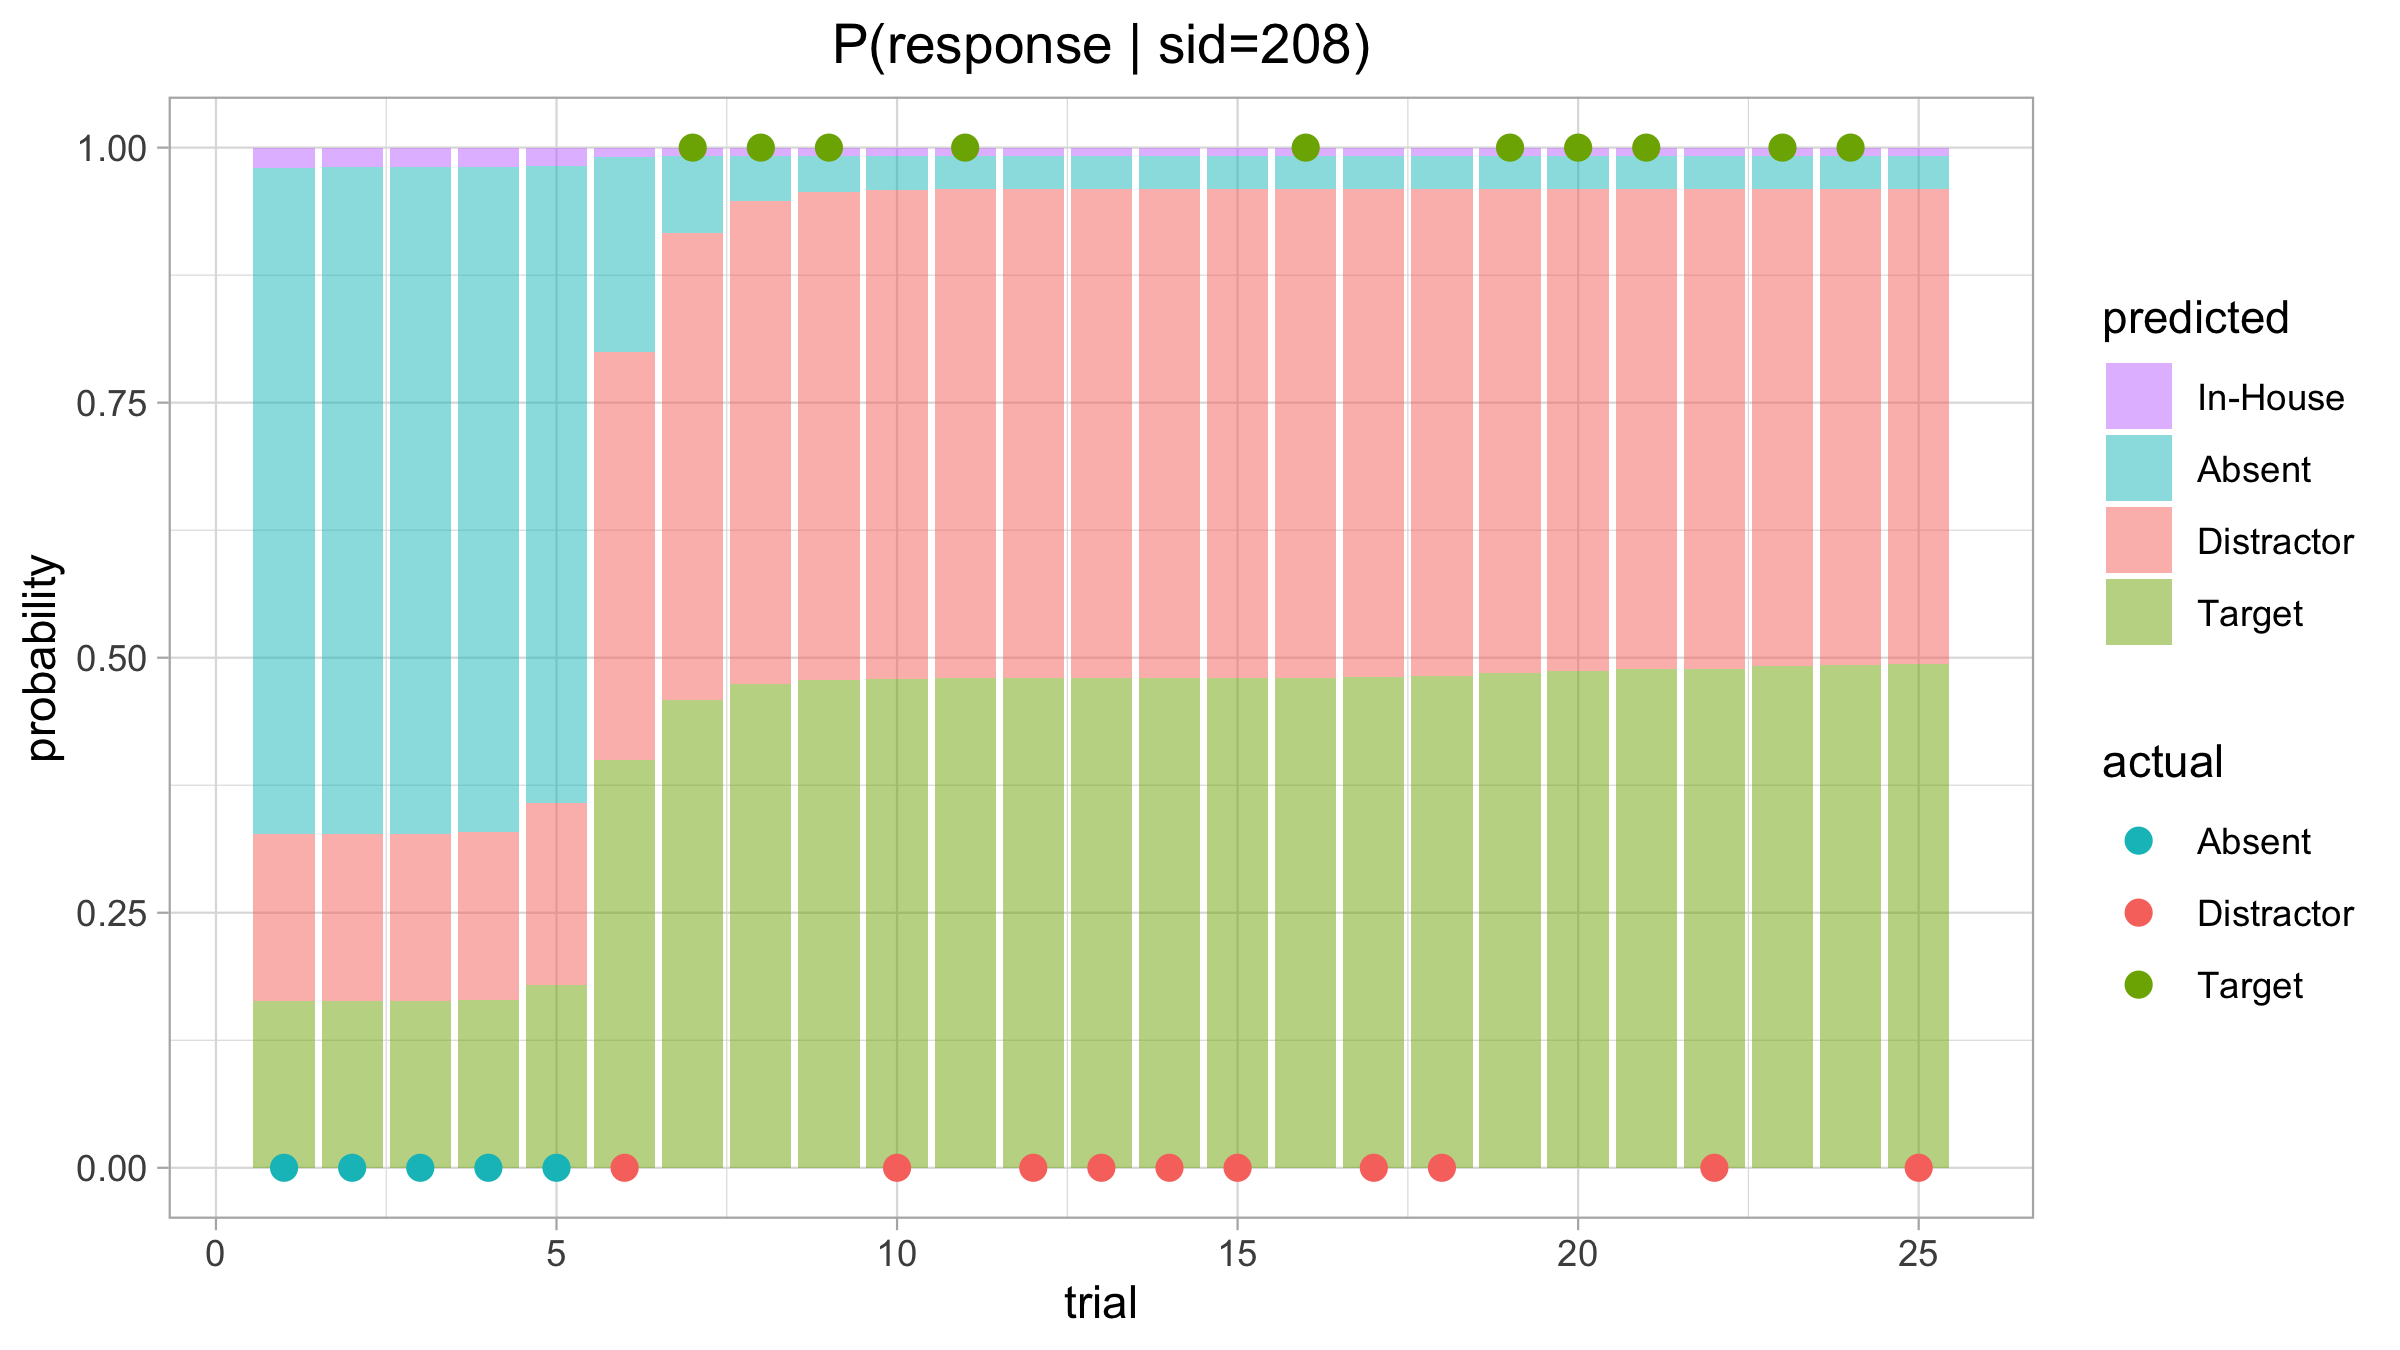 P(response | sid=208)
1.00
0.75
0.50
0.25
0.00
probability
0 5 10 15 20 25
trial
predicted
In-House
Absent
Distractor
Target
actual
Absent
Distractor
Target